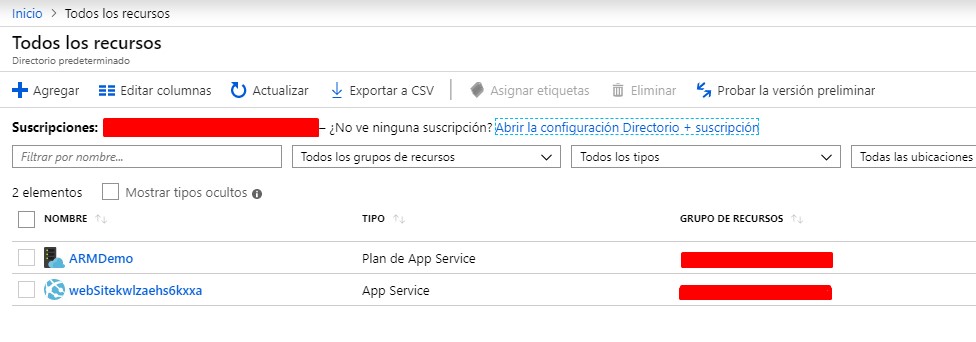 Inicio > Todos los recursos
Todos los recursos
Directorio predeterminado
Agregar Editar columnas Actualizar Exportar a CSV Asignar etiquetas Eliminar Probar la versión preliminar
Suscripciones: – ¿No ve ninguna suscripción? Abrir la configuración Directorio + suscripción
Filtrar por nombre... Todos los grupos de recursos Todos los tipos Todas las ubicaciones
2 elementos Mostrar tipos ocultos
NOMBRE TIPO GRUPO DE RECURSOS
ARMDemo Plan de App Service
webSitekwlzaehs6kxxa App Service